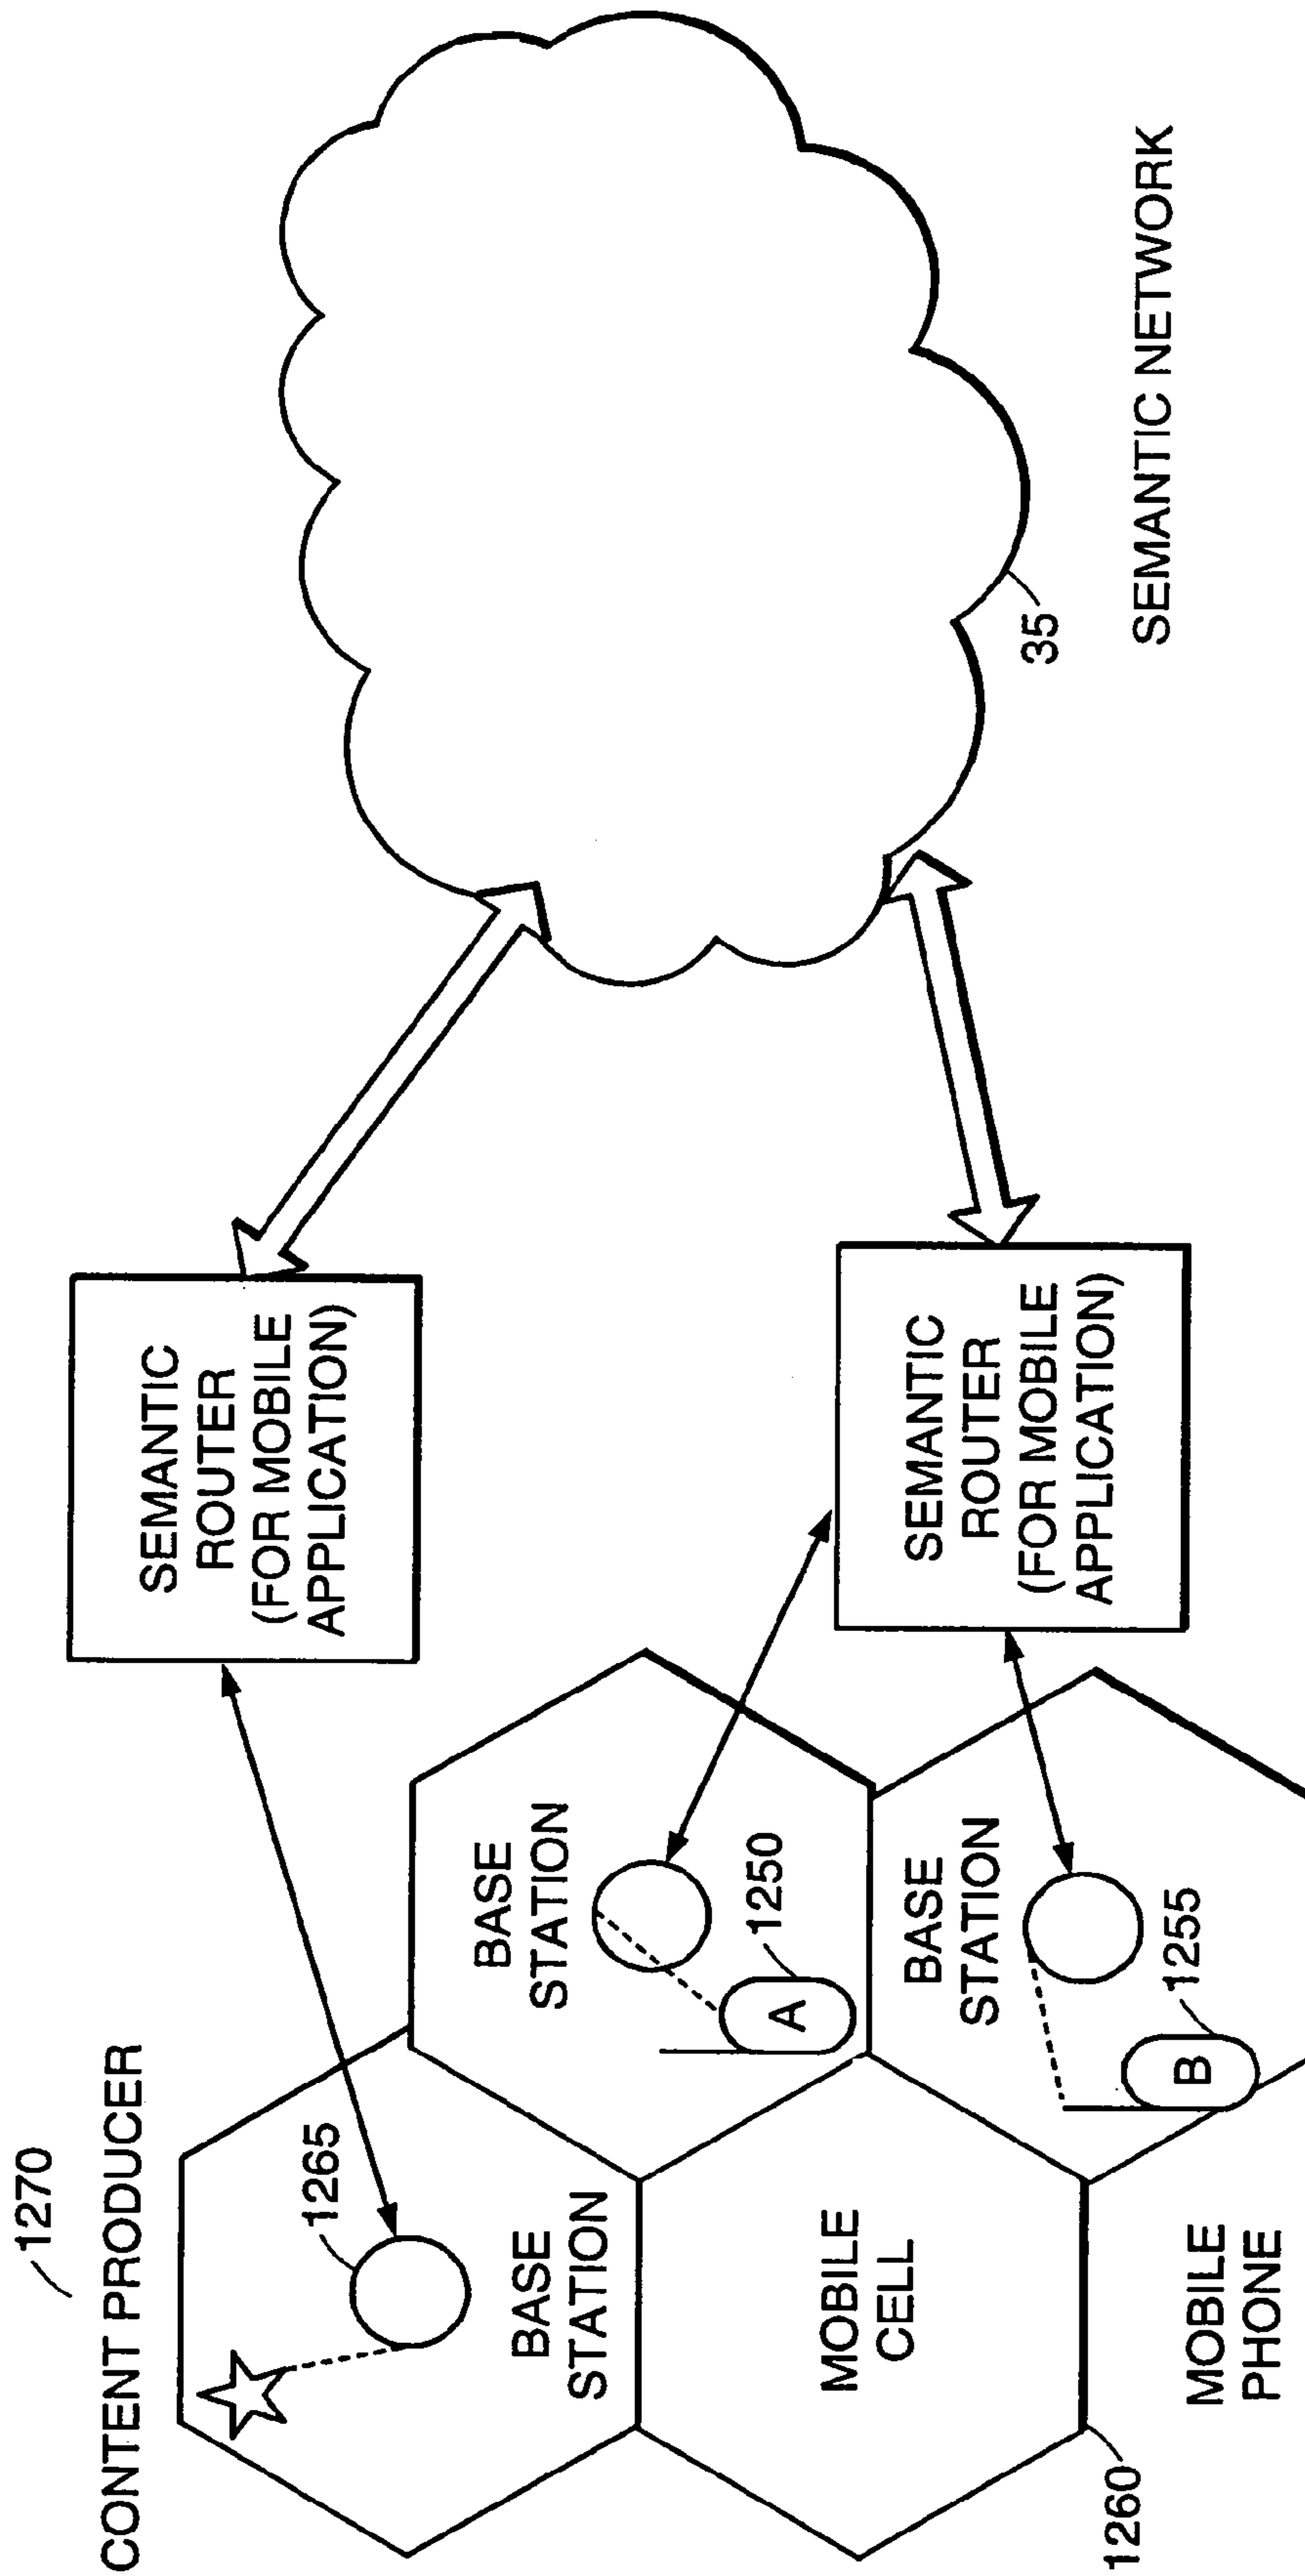 1270
CONTENT PRODUCER
1265
BASE
STATION
BASE
STATION
1250
A
MOBILE
CELL
1260
BASE
STATION
1255
B
MOBILE
PHONE
SEMANTIC
ROUTER
(FOR MOBILE
APPLICATION)
SEMANTIC
ROUTER
(FOR MOBILE
APPLICATION)
35
SEMANTIC NETWORK